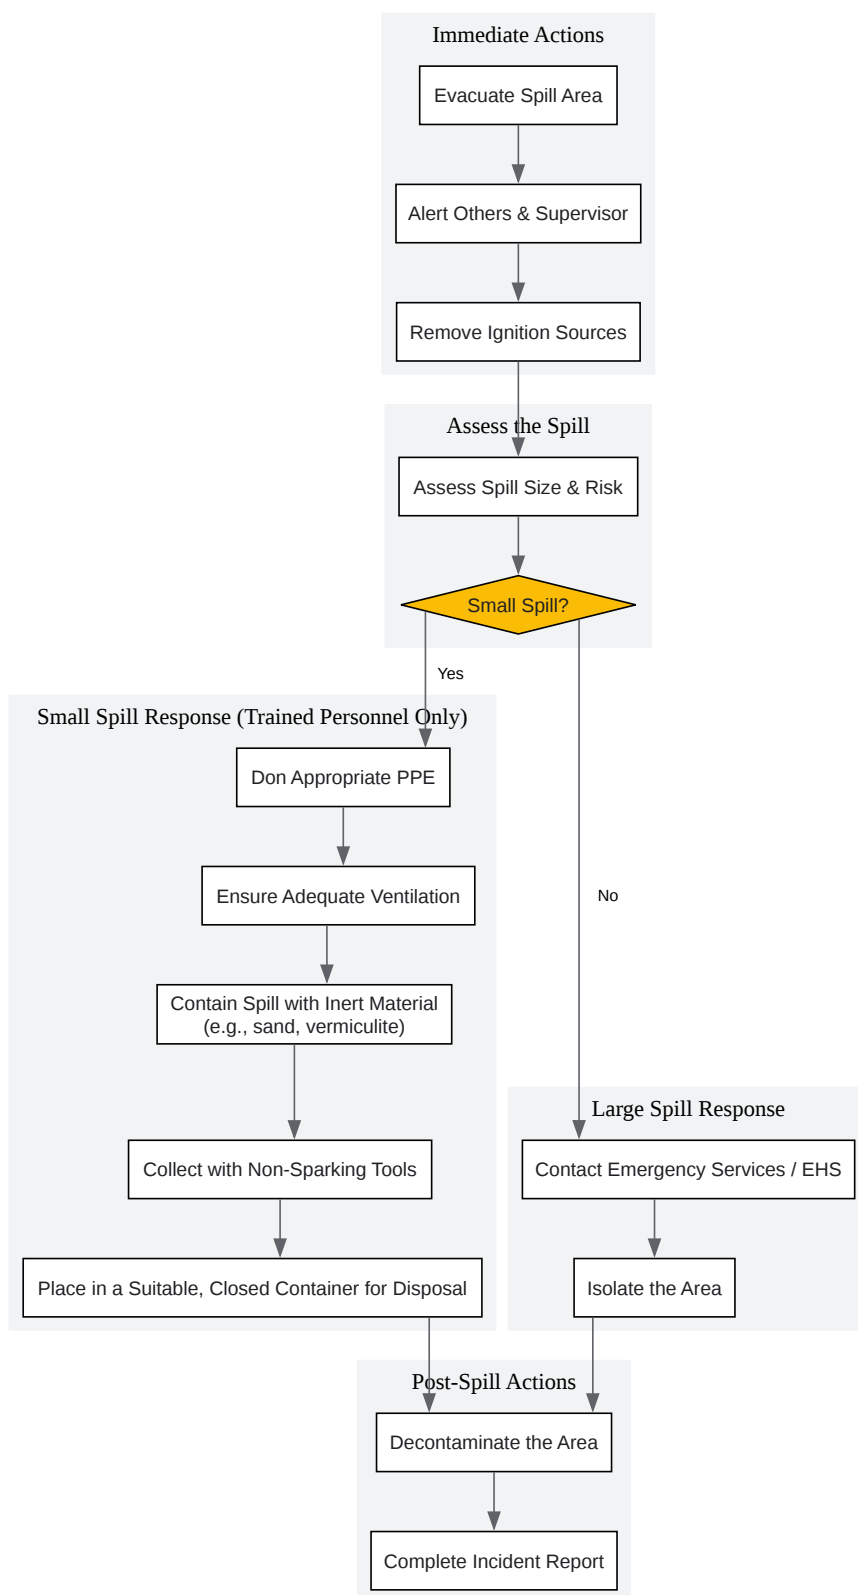 Immediate Actions
Evacuate Spill Area
Alert Others & Supervisor
Remove Ignition Sources
Assess the Spill
Assess Spill Size & Risk
Small Spill?
Yes
Small Spill Response (Trained Personnel Only)
Don Appropriate PPE
Ensure Adequate Ventilation
No
Contain Spill with Inert Material
(e.g., sand, vermiculite)
Collect with Non-Sparking Tools
Place in a Suitable, Closed Container for Disposal
Large Spill Response
Contact Emergency Services / EHS
Isolate the Area
Post-Spill Actions
Decontaminate the Area
Complete Incident Report